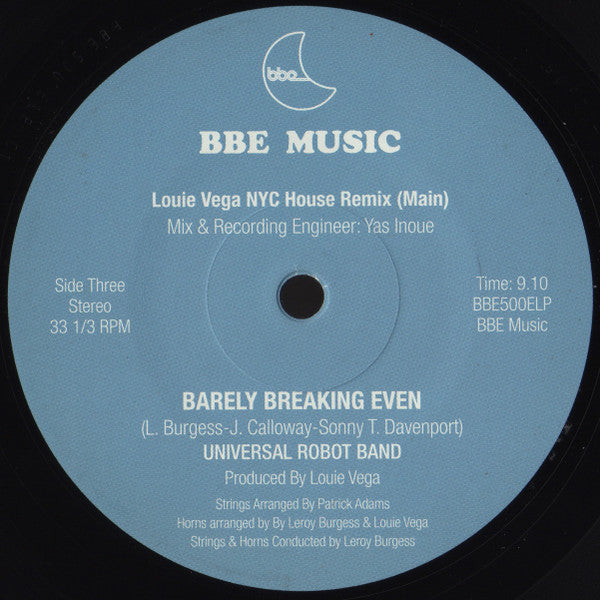 bbe
BBE MUSIC
Louie Vega NYC House Remix (Main)
Mix & Recording Engineer: Yas Inoue
Side Three
Stereo
33 1/3 RPM
Time: 9.10
BBE500ELP
BBE Music
BARELY BREAKING EVEN
(L. Burgess-J. Calloway-Sonny T. Davenport)
UNIVERSAL ROBOT BAND
Produced By Louie Vega
Strings Arranged By Patrick Adams
Horns arranged by By Leroy Burgess & Louie Vega
Strings & Horns Conducted by Leroy Burgess